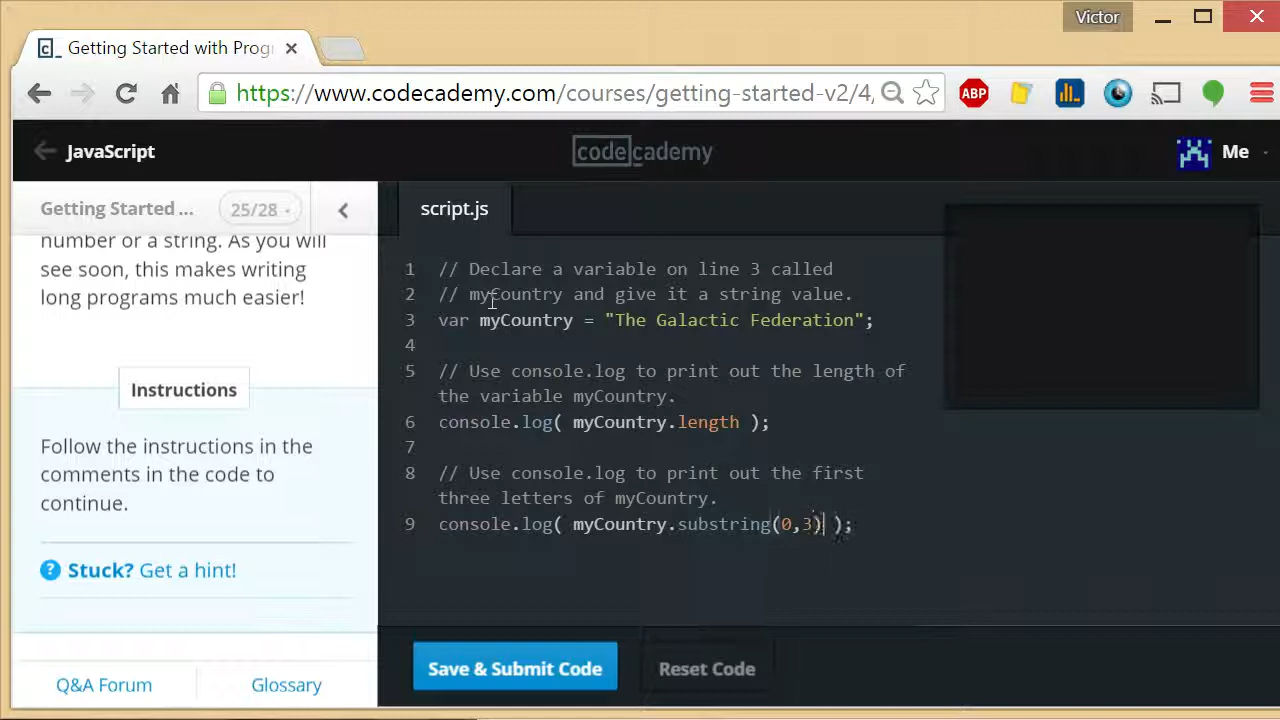 Victor
Getting Started with Prog
https://www.codecademy.com/courses/getting-started-v2/4,
ABP
JavaScript
codecademy
Me
Getting Started ...
25/28
script.js
number or a string. As you will
see soon, this makes writing
long programs much easier!
Instructions
Follow the instructions in the
comments in the code to
continue.
? Stuck? Get a hint!
Q&A Forum
Glossary
1 // Declare a variable on line 3 called
2 // myCountry and give it a string value.
3 var myCountry = "The Galactic Federation";
4
5 // Use console.log to print out the length of
the variable myCountry.
6 console.log( myCountry.length );
7
8 // Use console.log to print out the first
three letters of myCountry.
9 console.log( myCountry.substring(0,3) );
Save & Submit Code
Reset Code